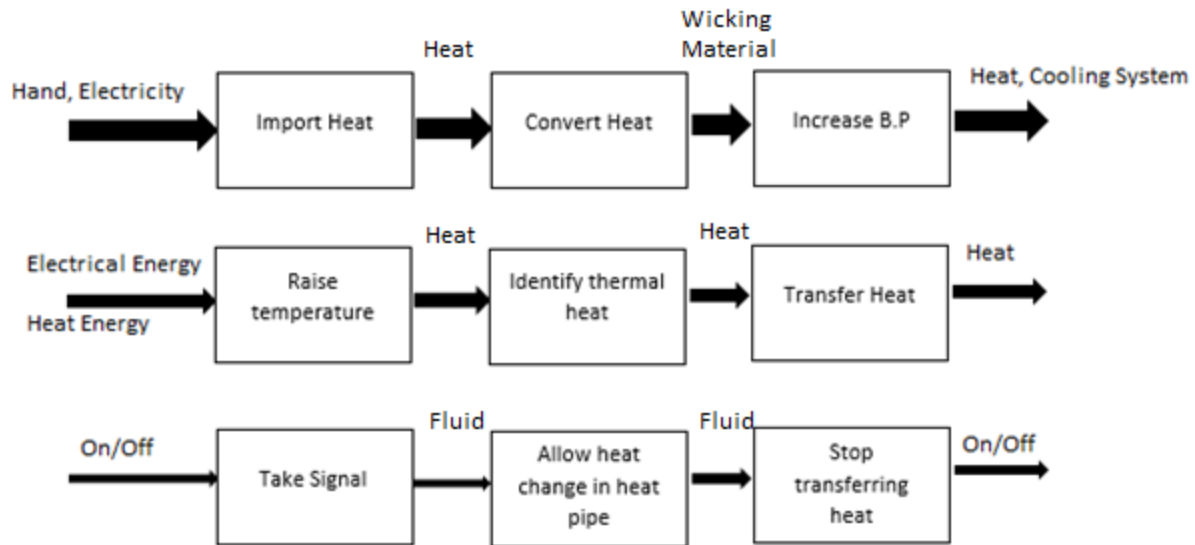 Wicking
Material
Heat
Heat, Cooling System
Hand, Electricity
Import Heat
Convert Heat
Increase B.P
Heat
Heat
Heat
Electrical Energy
Heat Energy
Raise
temperature
Identify thermal
heat
Transfer Heat
Fluid
Fluid
On/Off
On/Off
Take Signal
Allow heat
change in heat
pipe
Stop
transferring
heat